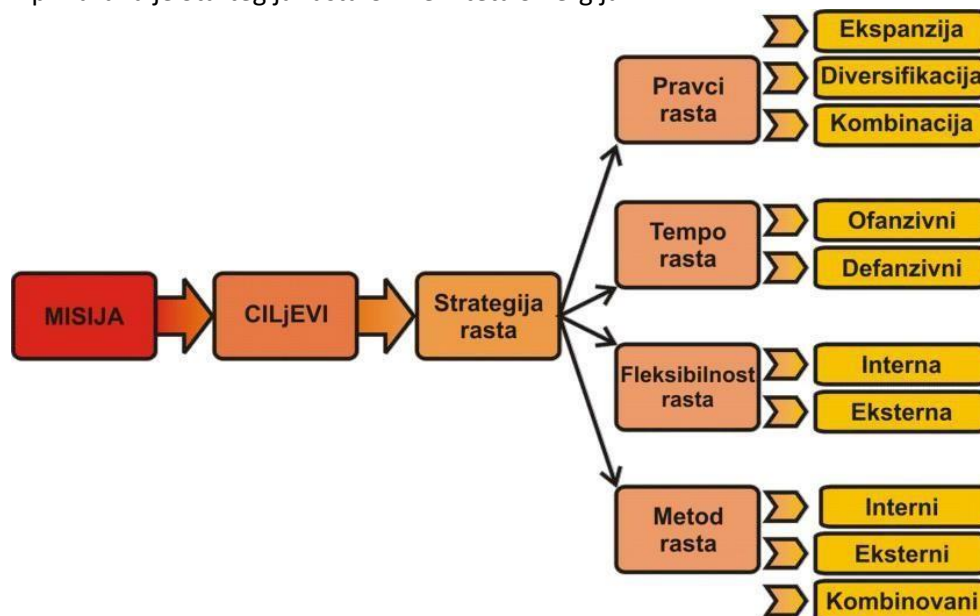 MISIJA
CILjEVI
Strategija
rasta
Pravci
rasta
Ekspanzija
Diversifikacija
Kombinacija
Tempo
rasta
Ofanzivni
Defanzivni
Fleksibilnost
rasta
Interna
Eksterna
Metod
rasta
Interni
Eksterni
Kombinovani